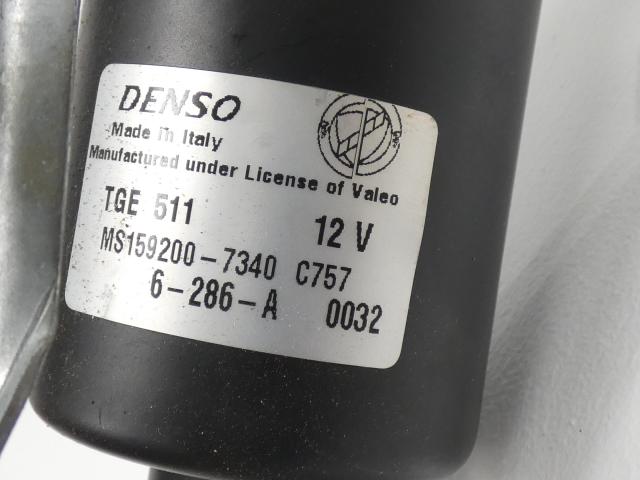 DENSO
Made in Italy
Manufactured under License of Valeo
TGE 511 12 V
MS159200-7340 C757
6-286-A 0032